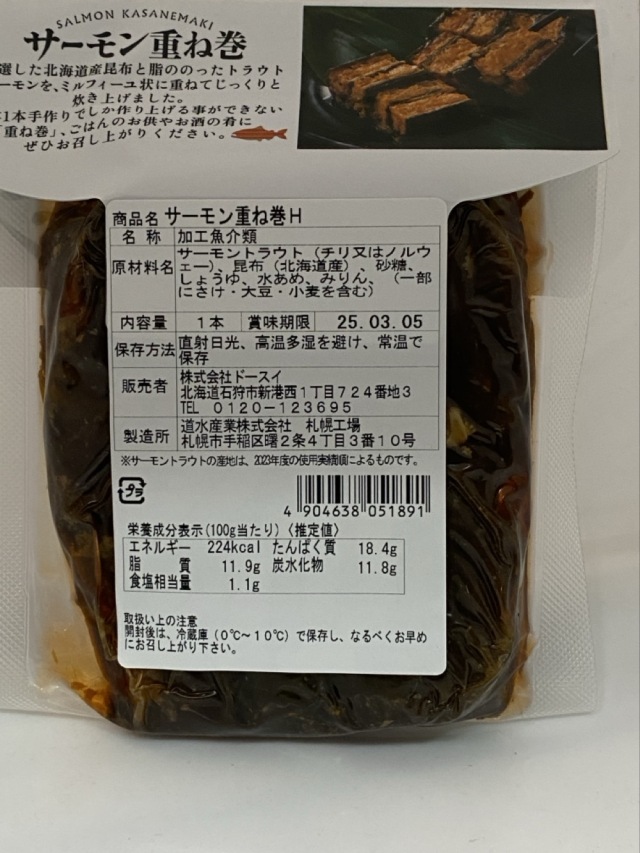 SALMON KASANEMAKI
サーモン重ね巻
選した北海道産昆布と脂ののったトラウト
ーモンを、ミルフィーユ状に重ねてじっくりと
炊き上げました。
1本手作りでしか作り上げる事ができない
「重ね巻」、ごはんのお供やお酒の肴に
ぜひお召し上がりください。
商品名 サーモン重ね巻H
名 称 加工魚介類
原材料名 サーモントラウト（チリ又はノルウ
ェー）、昆布（北海道産）、砂糖、
しょうゆ、水あめ、みりん、（一部
にさけ・大豆・小麦を含む）
内容量 1本 賞味期限 25.03.05
保存方法 直射日光、高温多湿を避け、常温で
保存
販売者 株式会社ドースイ
北海道石狩市新港西1丁目724番地3
TEL 0120-123695
製造所 道水産業株式会社 札幌工場
札幌市手稲区曙2条4丁目3番10号
※サーモントラウトの産地は、2023年度の使用実績順によるものです。
プラ
4 904638 051891
栄養成分表示(100g当たり)〈推定値〉
エネルギー 224kcal たんぱく質 18.4g
脂 質 11.9g 炭水化物 11.8g
食塩相当量 1.1g
取扱い上の注意
開封後は、冷蔵庫（0℃～10℃）で保存し、なるべくお早め
にお召し上がり下さい。